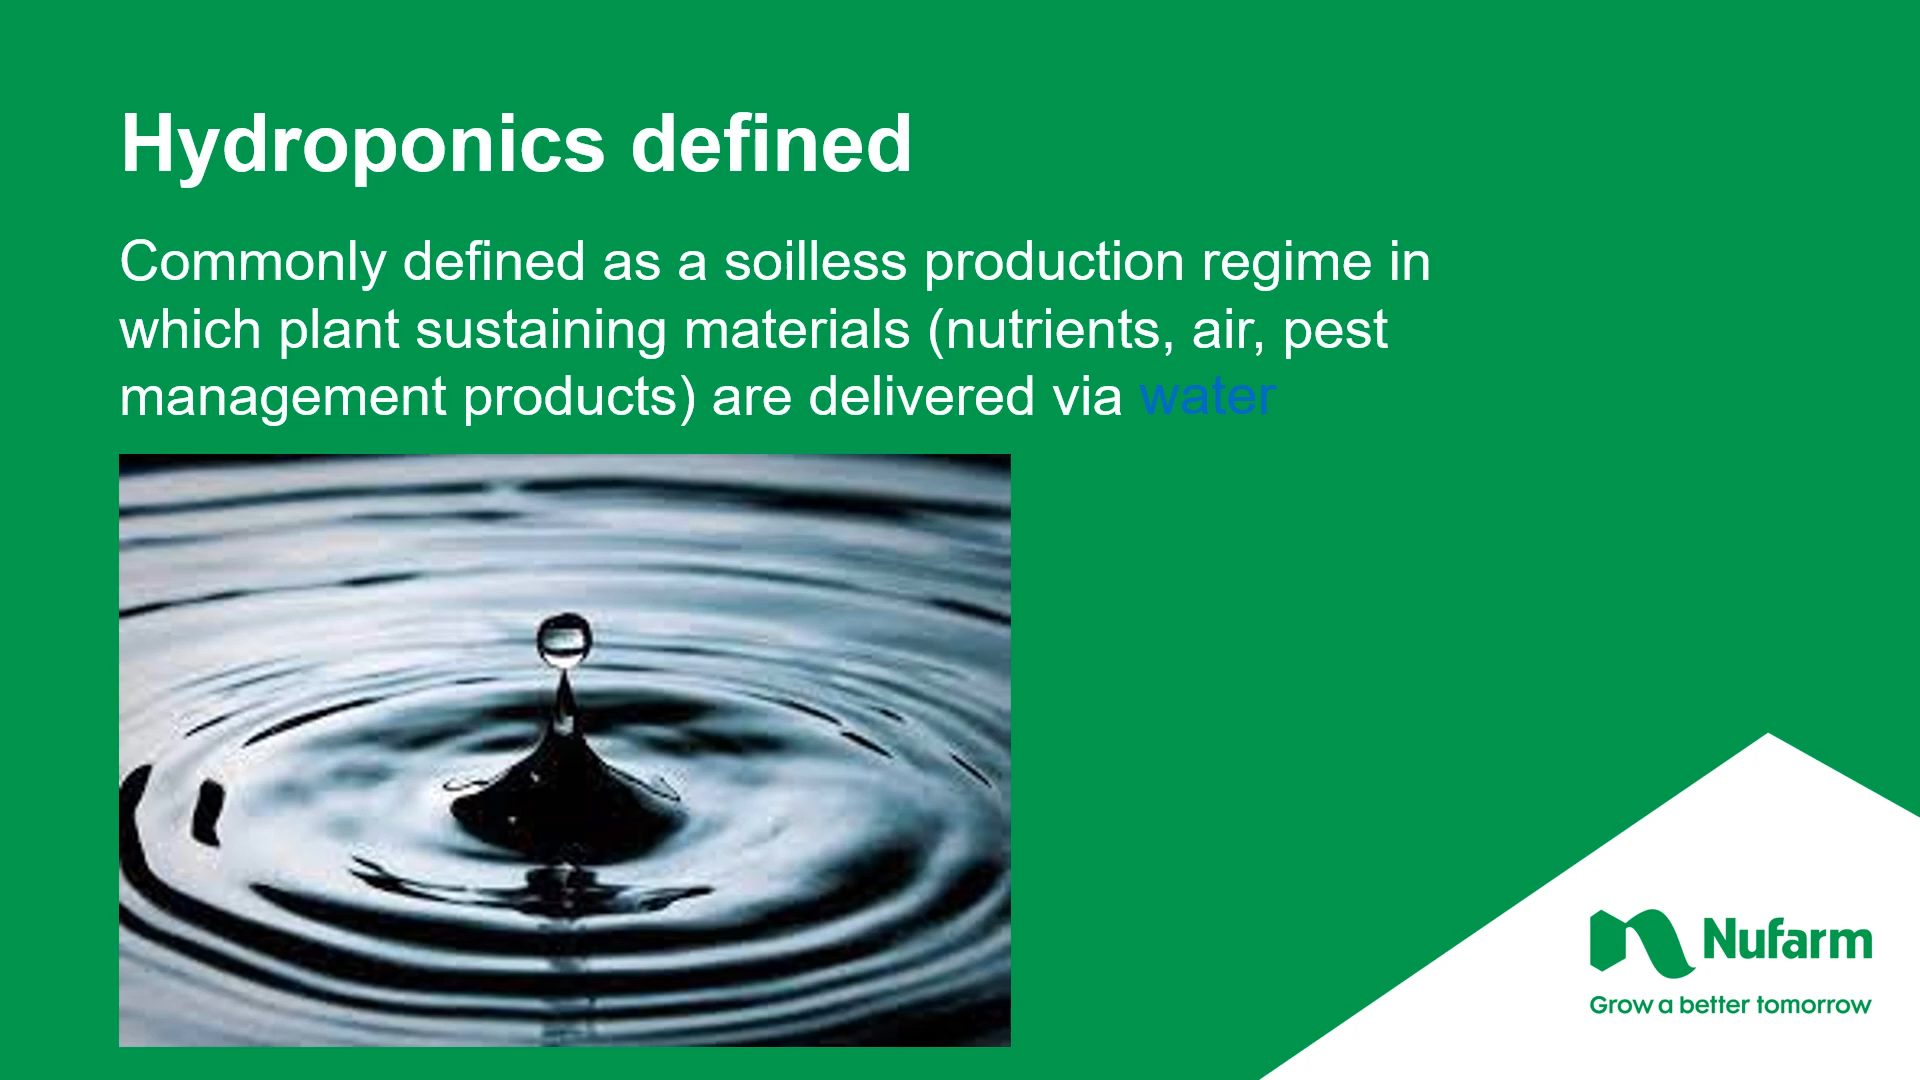 Hydroponics defined
Commonly defined as a soilless production regime in
which plant sustaining materials (nutrients, air, pest
management products) are delivered via water
Nufarm
Grow a better tomorrow